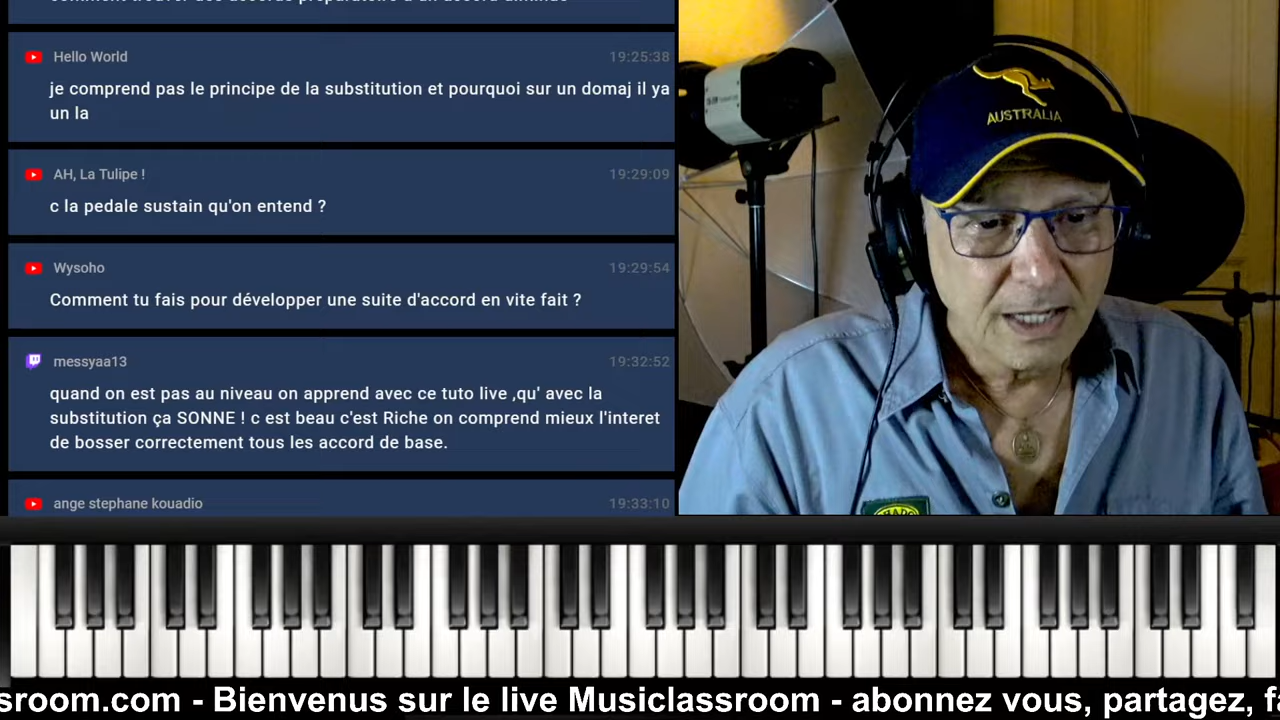 Hello World
19:25:38
je comprend pas le principe de la substitution et pourquoi sur un domaj il ya
un la
AH, La Tulipe !
19:29:09
c la pedale sustain qu'on entend ?
Wysoho
19:29:54
Comment tu fais pour développer une suite d'accord en vite fait ?
messyaa13
19:32:52
quand on est pas au niveau on apprend avec ce tuto live ,qu' avec la
substitution ça SONNE ! c est beau c'est Riche on comprend mieux l'interet
de bosser correctement tous les accord de base.
ange stephane kouadio
19:33:10
AUSTRALIA
sroom.com - Bienvenus sur le live Musiclassroom - abonnez vous, partagez, fa